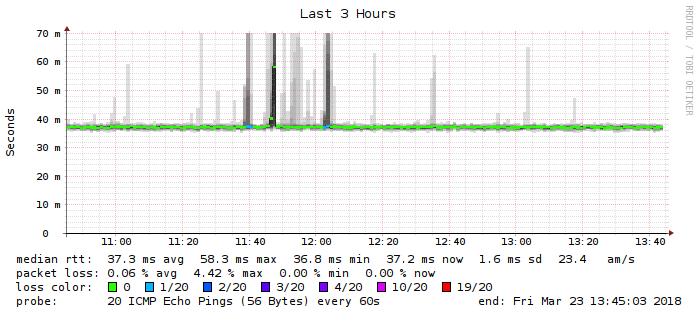 Last 3 Hours
RRDTOOL / TOBI OETIKER
Seconds
70 m
60 m
50 m
40 m
30 m
20 m
10 m
0
11:00 11:20 11:40 12:00 12:20 12:40 13:00 13:20 13:40
median rtt: 37.3 ms avg 58.3 ms max 36.8 ms min 37.2 ms now 1.6 ms sd 23.4 am/s
packet loss: 0.06 % avg 4.42 % max 0.00 % min 0.00 % now
loss color: 0 1/20 2/20 3/20 4/20 10/20 19/20
probe: 20 ICMP Echo Pings (56 Bytes) every 60s end: Fri Mar 23 13:45:03 2018